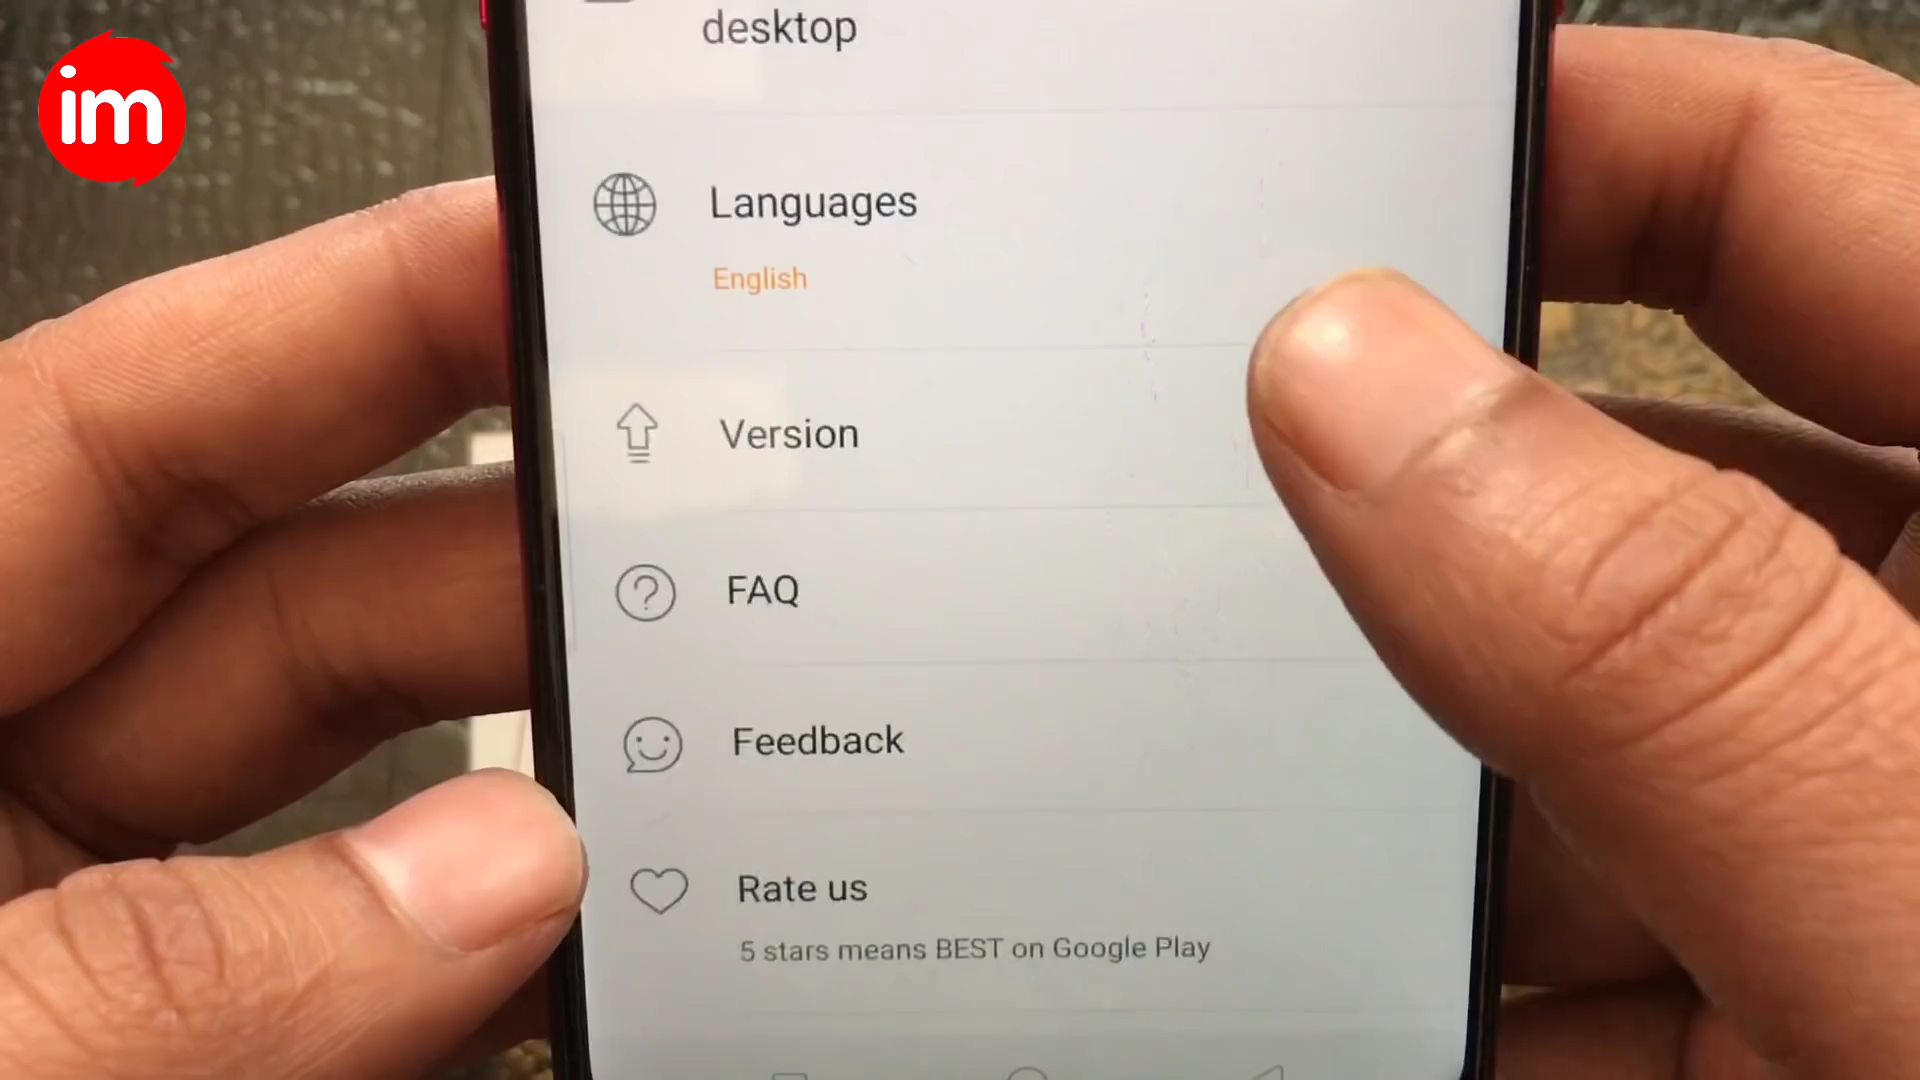 im
desktop
Languages
English
Version
FAQ
Feedback
Rate us
5 stars means BEST on Google Play